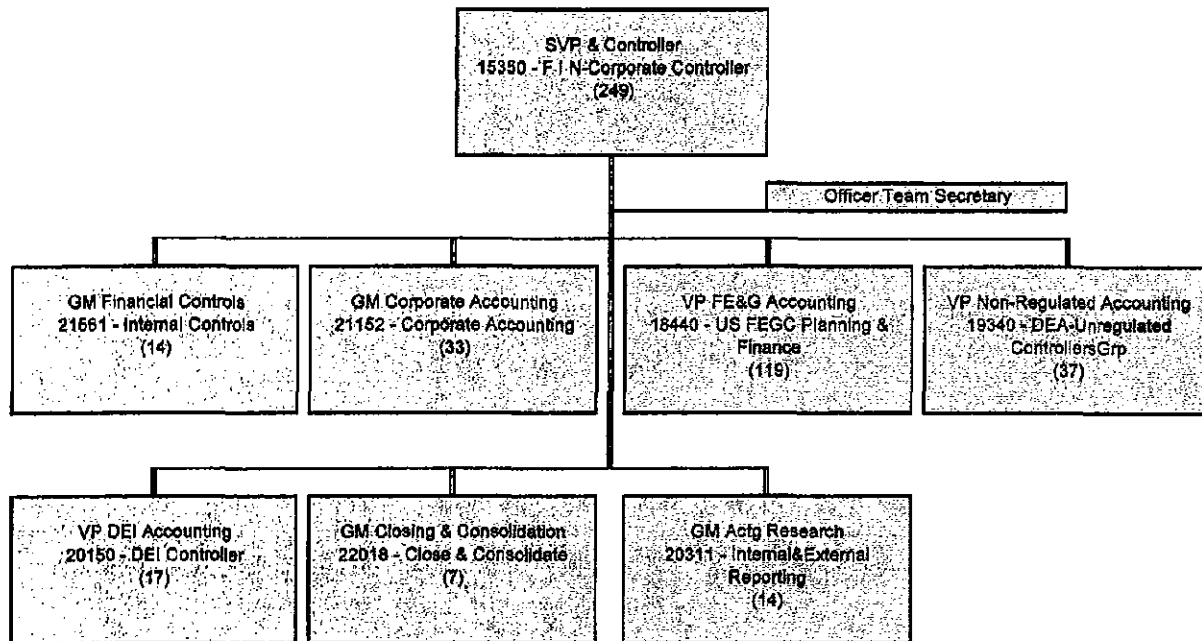 SVP & Controller
15350 - F I N-Corporate Controller
(249)
Officer Team Secretary
GM Financial Controls
21561 - Internal Controls
(14)
GM Corporate Accounting
21152 - Corporate Accounting
(33)
VP FE&G Accounting
18440 - US FEGC Planning &
Finance
(119)
VP Non-Regulated Accounting
19340 - DEA-Unregulated
ControllersGrp
(37)
VP DEI Accounting
20150 - DEI Controller
(17)
GM Closing & Consolidation
22018 - Close & Consolidate
(7)
GM Actg Research
20311 - Internal&External
Reporting
(14)